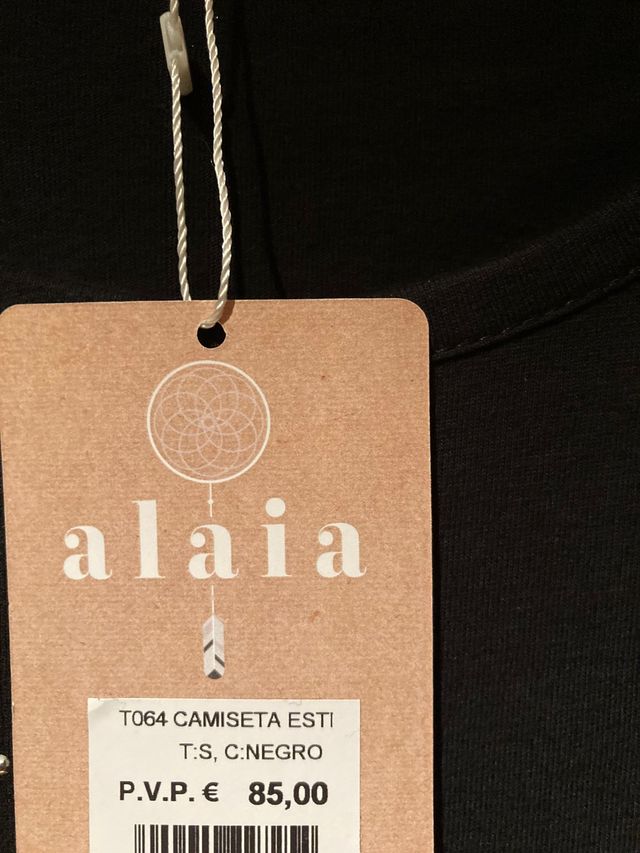 alaia
T064 CAMISETA ESTI
T:S, C:NEGRO
P.V.P. € 85,00